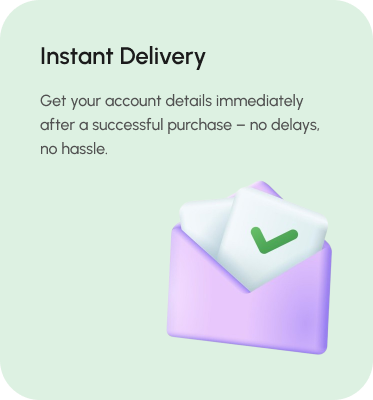 Instant Delivery
Get your account details immediately
after a successful purchase – no delays,
no hassle.